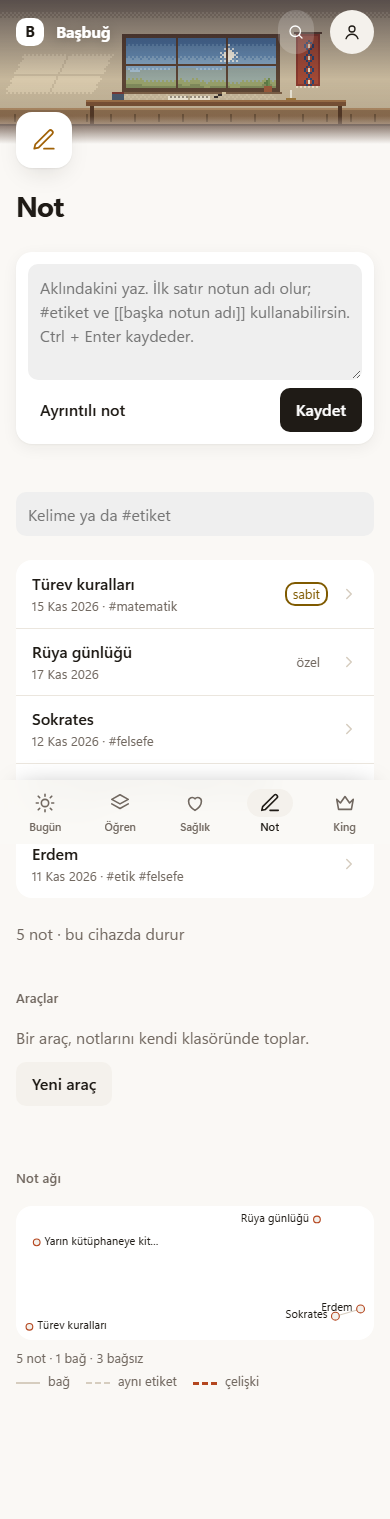 B Başbuğ
Not
Aklındakini yaz. İlk satır notun adı olur;
#etiket ve [[başka notun adı]] kullanabilirsin.
Ctrl + Enter kaydeder.
Ayrıntılı not
Kaydet
Kelime ya da #etiket
Türev kuralları
15 Kas 2026 · #matematik
sabit
Rüya günlüğü
17 Kas 2026
özel
Sokrates
12 Kas 2026 · #felsefe
Bugün
Öğren
Sağlık
Not
King
Erdem
11 Kas 2026 · #etik #felsefe
5 not · bu cihazda durur
Araçlar
Bir araç, notlarını kendi klasöründe toplar.
Yeni araç
Not ağı
Rüya günlüğü
Yarın kütüphaneye kit...
Erdem
Sokrates
Türev kuralları
5 not · 1 bağ · 3 bağsız
bağ
aynı etiket
çelişki